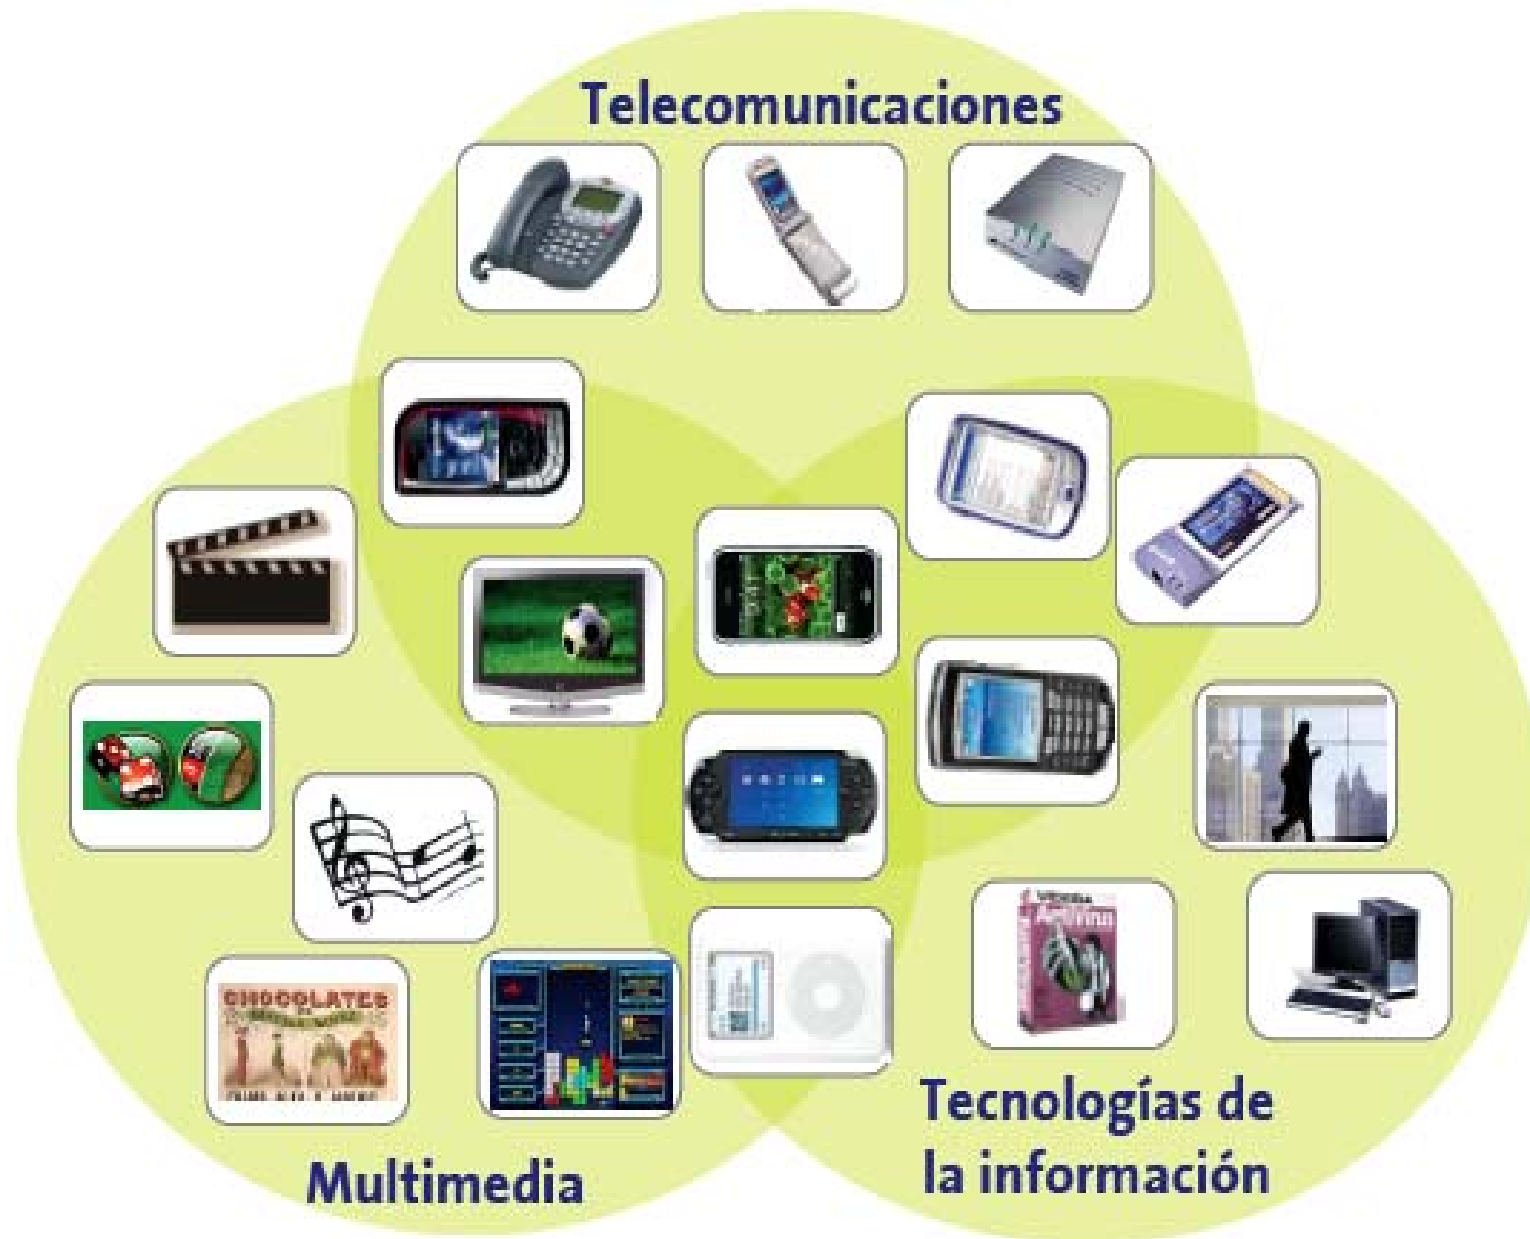 Telecomunicaciones
CHOCOLATES
Tecnologías de
la información
Multimedia